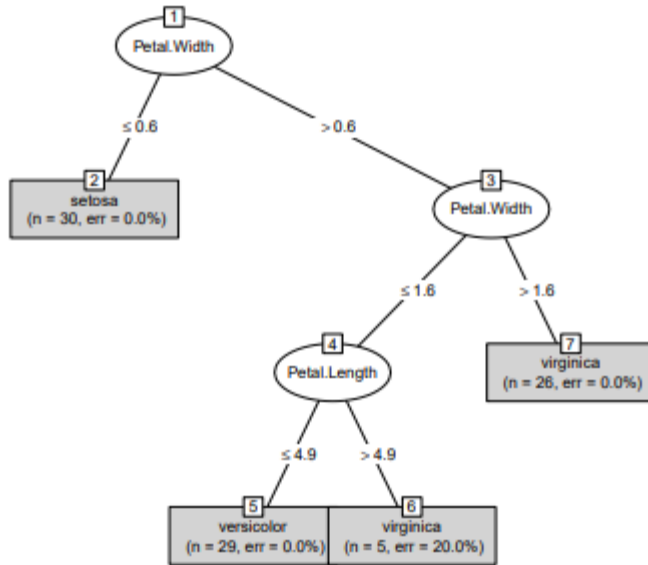 1
Petal.Width
≤ 0.6
> 0.6
2
setosa
(n = 30, err = 0.0%)
3
Petal.Width
≤ 1.6
> 1.6
4
Petal.Length
7
virginica
(n = 26, err = 0.0%)
≤ 4.9
> 4.9
5
versicolor
(n = 29, err = 0.0%)
6
virginica
(n = 5, err = 20.0%)